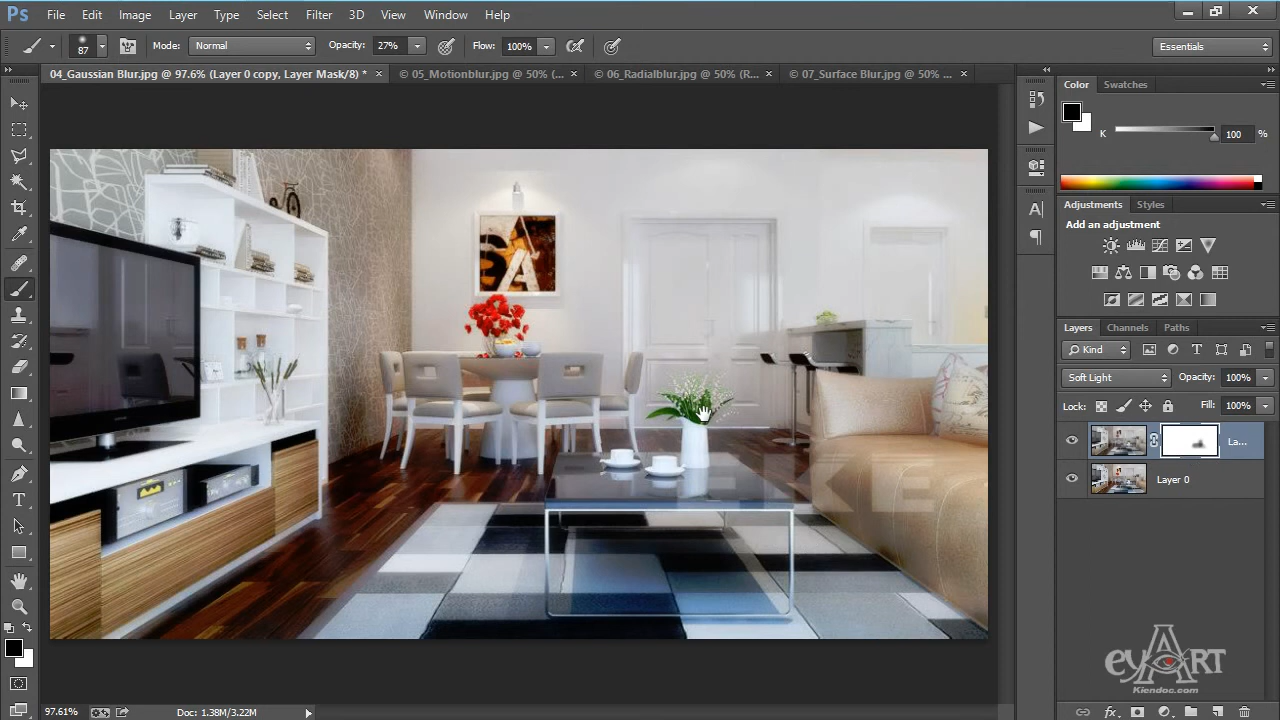 Ps File Edit Image Layer Type Select Filter 3D View Window Help
87 Mode: Normal Opacity: 27% Flow: 100% Essentials
04_Gaussian Blur.jpg @ 97.6% (Layer 0 copy, Layer Mask/8) * × © 05_Motionblur.jpg @ 50% (... × © 06_Radialblur.jpg @ 50% (R... × © 07_Surface Blur.jpg @ 50% ... ×
Color Swatches
K 100 %
Adjustments Styles
Add an adjustment
Layers Channels Paths
Kind
Soft Light Opacity: 100%
Lock: Fill: 100%
La...
Layer 0
A
eyART
Kiendoc.com
97.61% Doc: 1.38M/3.22M
fx